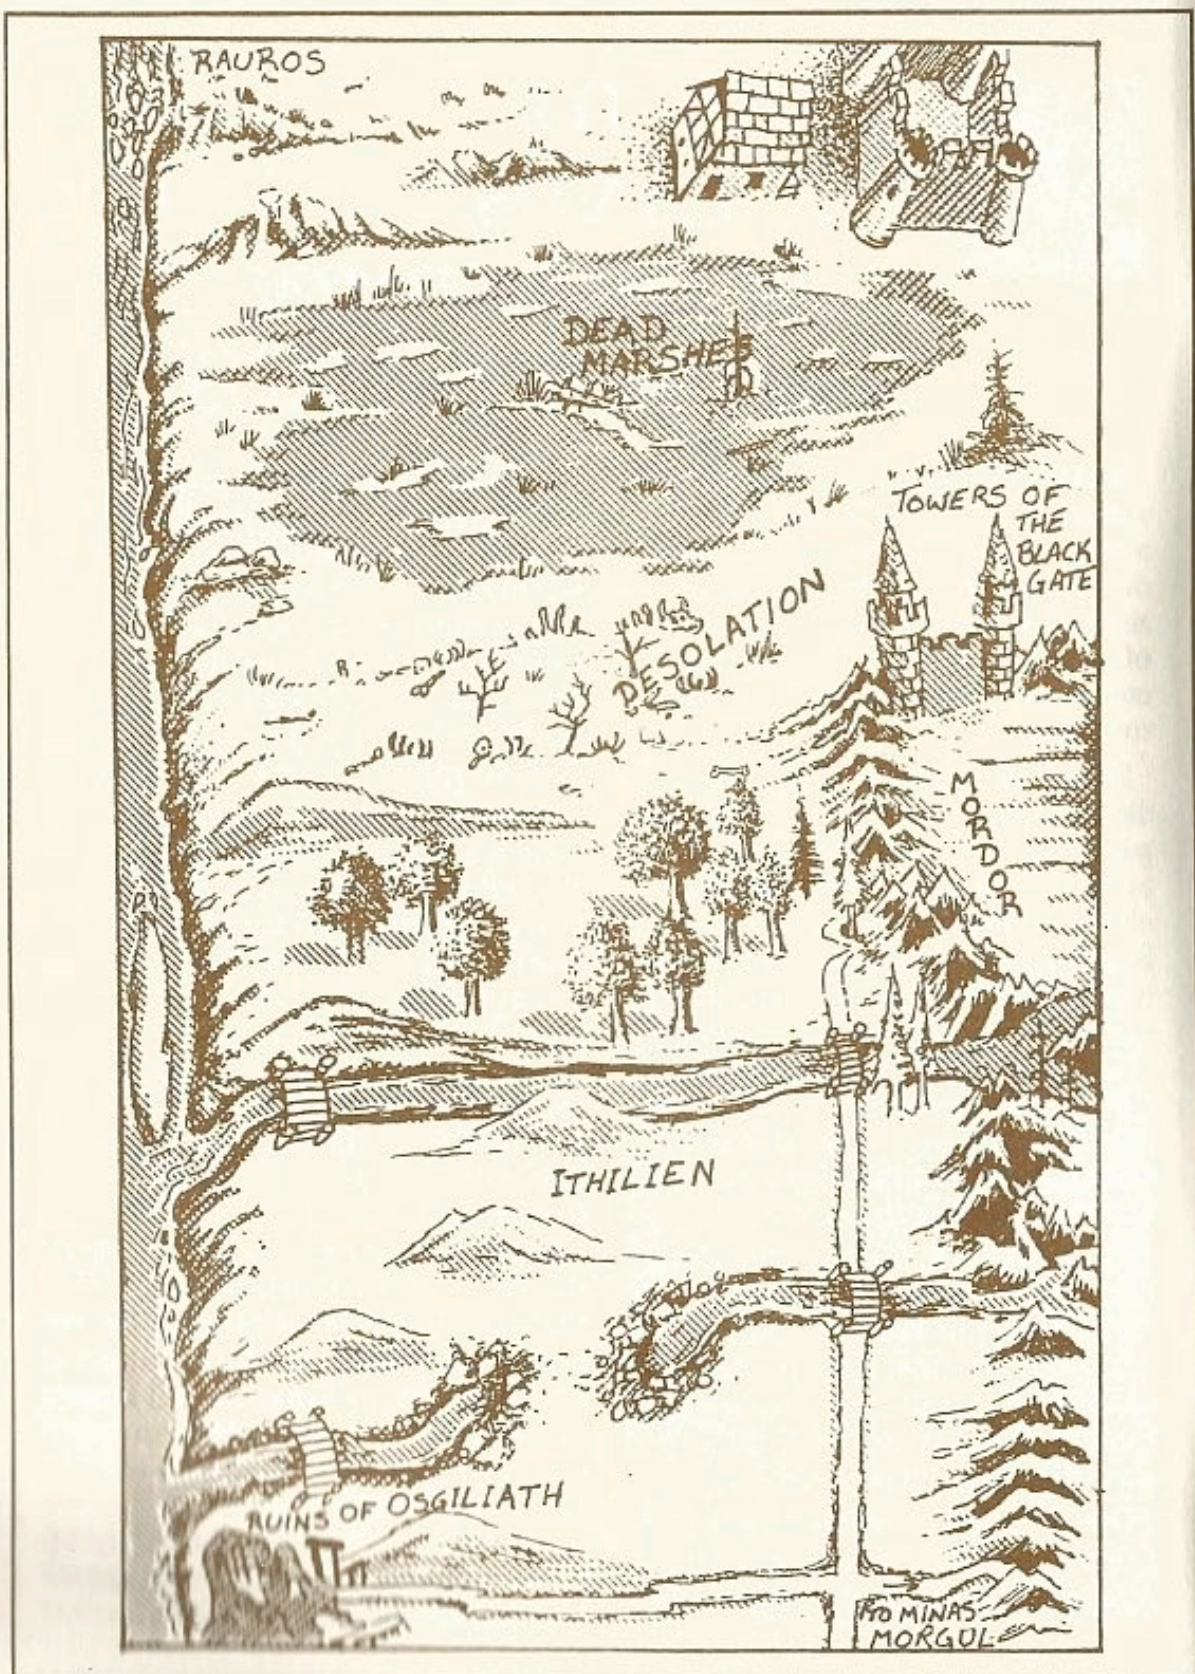 RAUROS
DEAD
MARSHES
TOWERS OF
THE
BLACK
GATE
DESOLATION
MORDOR
ITHILIEN
RUINS OF OSGILIATH
TO MINAS
MORGUL